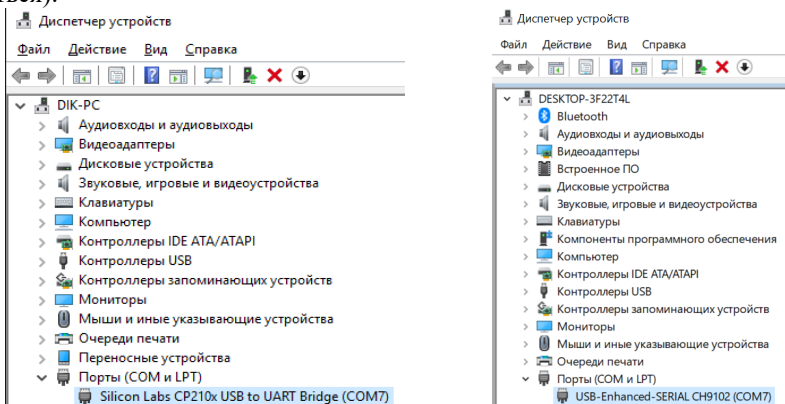 ться).
Диспетчер устройств
Файл Действие Вид Справка
DIK-PC
Аудиовходы и аудиовыходы
Видеоадаптеры
Дисковые устройства
Звуковые, игровые и видеоустройства
Клавиатуры
Компьютер
Контроллеры IDE ATA/ATAPI
Контроллеры USB
Контроллеры запоминающих устройств
Мониторы
Мыши и иные указывающие устройства
Очереди печати
Переносные устройства
Порты (COM и LPT)
Silicon Labs CP210x USB to UART Bridge (COM7)
Диспетчер устройств
Файл Действие Вид Справка
DESKTOP-3F22T4L
Bluetooth
Аудиовходы и аудиовыходы
Видеоадаптеры
Встроенное ПО
Дисковые устройства
Звуковые, игровые и видеоустройства
Клавиатуры
Компоненты программного обеспечения
Компьютер
Контроллеры IDE ATA/ATAPI
Контроллеры USB
Контроллеры запоминающих устройств
Мониторы
Мыши и иные указывающие устройства
Очереди печати
Порты (COM и LPT)
USB-Enhanced-SERIAL CH9102 (COM7)